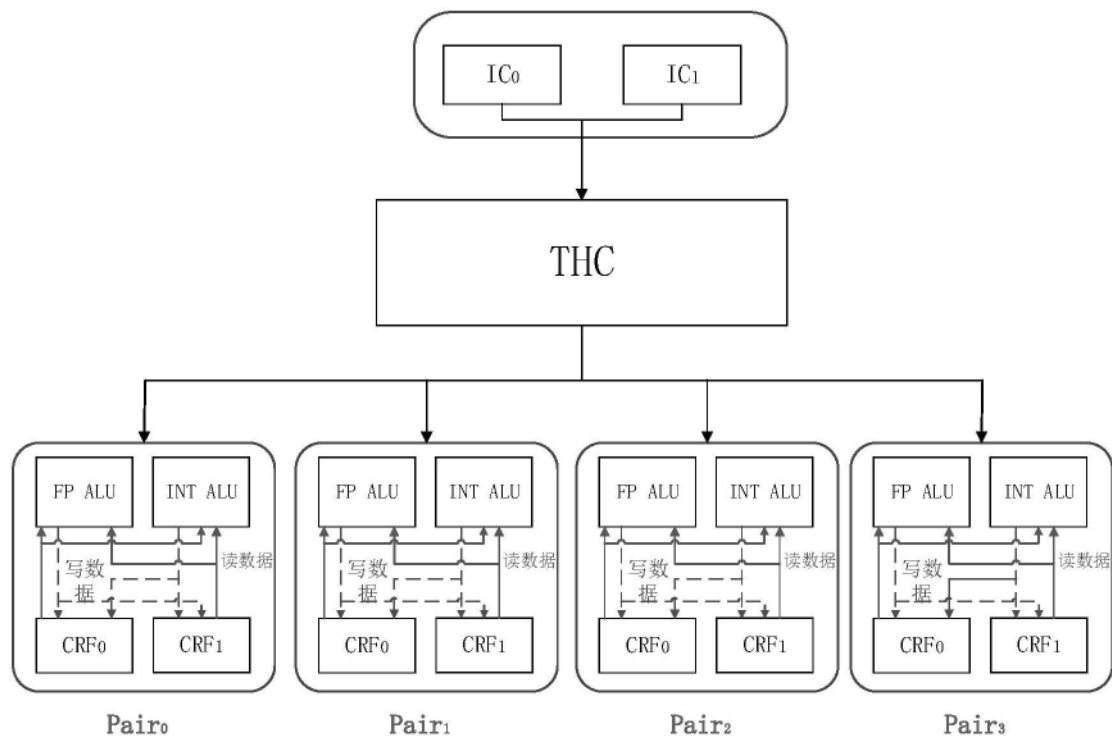 IC₀ IC₁
THC
FP ALU INT ALU FP ALU INT ALU FP ALU INT ALU FP ALU INT ALU
写数 读数据 写数 读数据 写数 读数据 写数 读数据
据 据 据 据
CRF₀ CRF₁ CRF₀ CRF₁ CRF₀ CRF₁ CRF₀ CRF₁
Pair₀ Pair₁ Pair₂ Pair₃